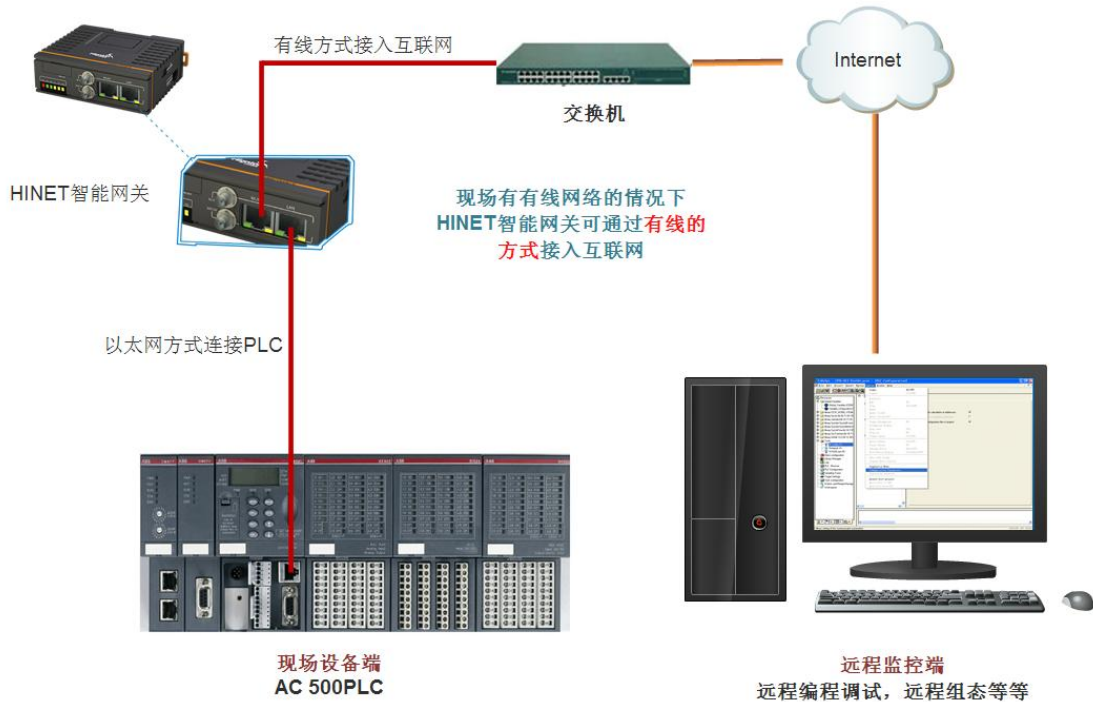 有线方式接入互联网
Internet
交换机
HINET智能网关
现场有有线网络的情况下
HINET智能网关可通过有线的
方式接入互联网
以太网方式连接PLC
现场设备端
AC 500PLC
远程监控端
远程编程调试，远程组态等等